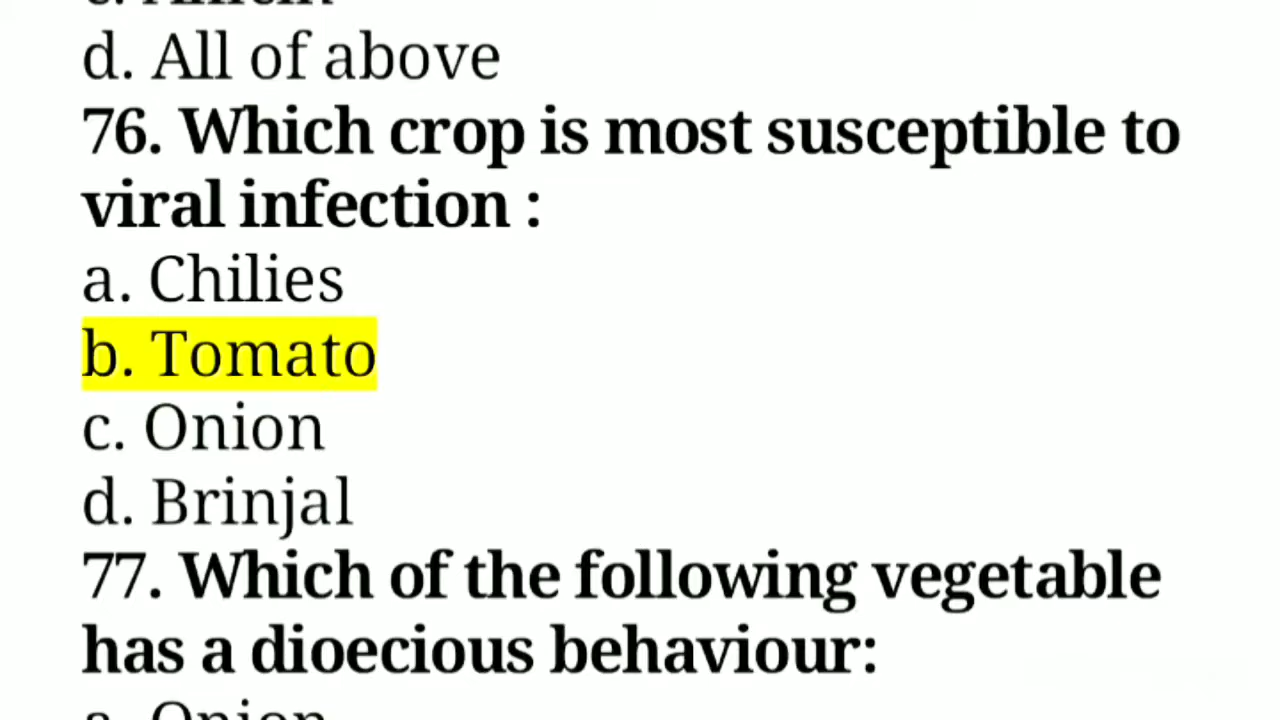 d. All of above
76. Which crop is most susceptible to
viral infection :
a. Chilies
b. Tomato
c. Onion
d. Brinjal
77. Which of the following vegetable
has a dioecious behaviour:
a. Onion